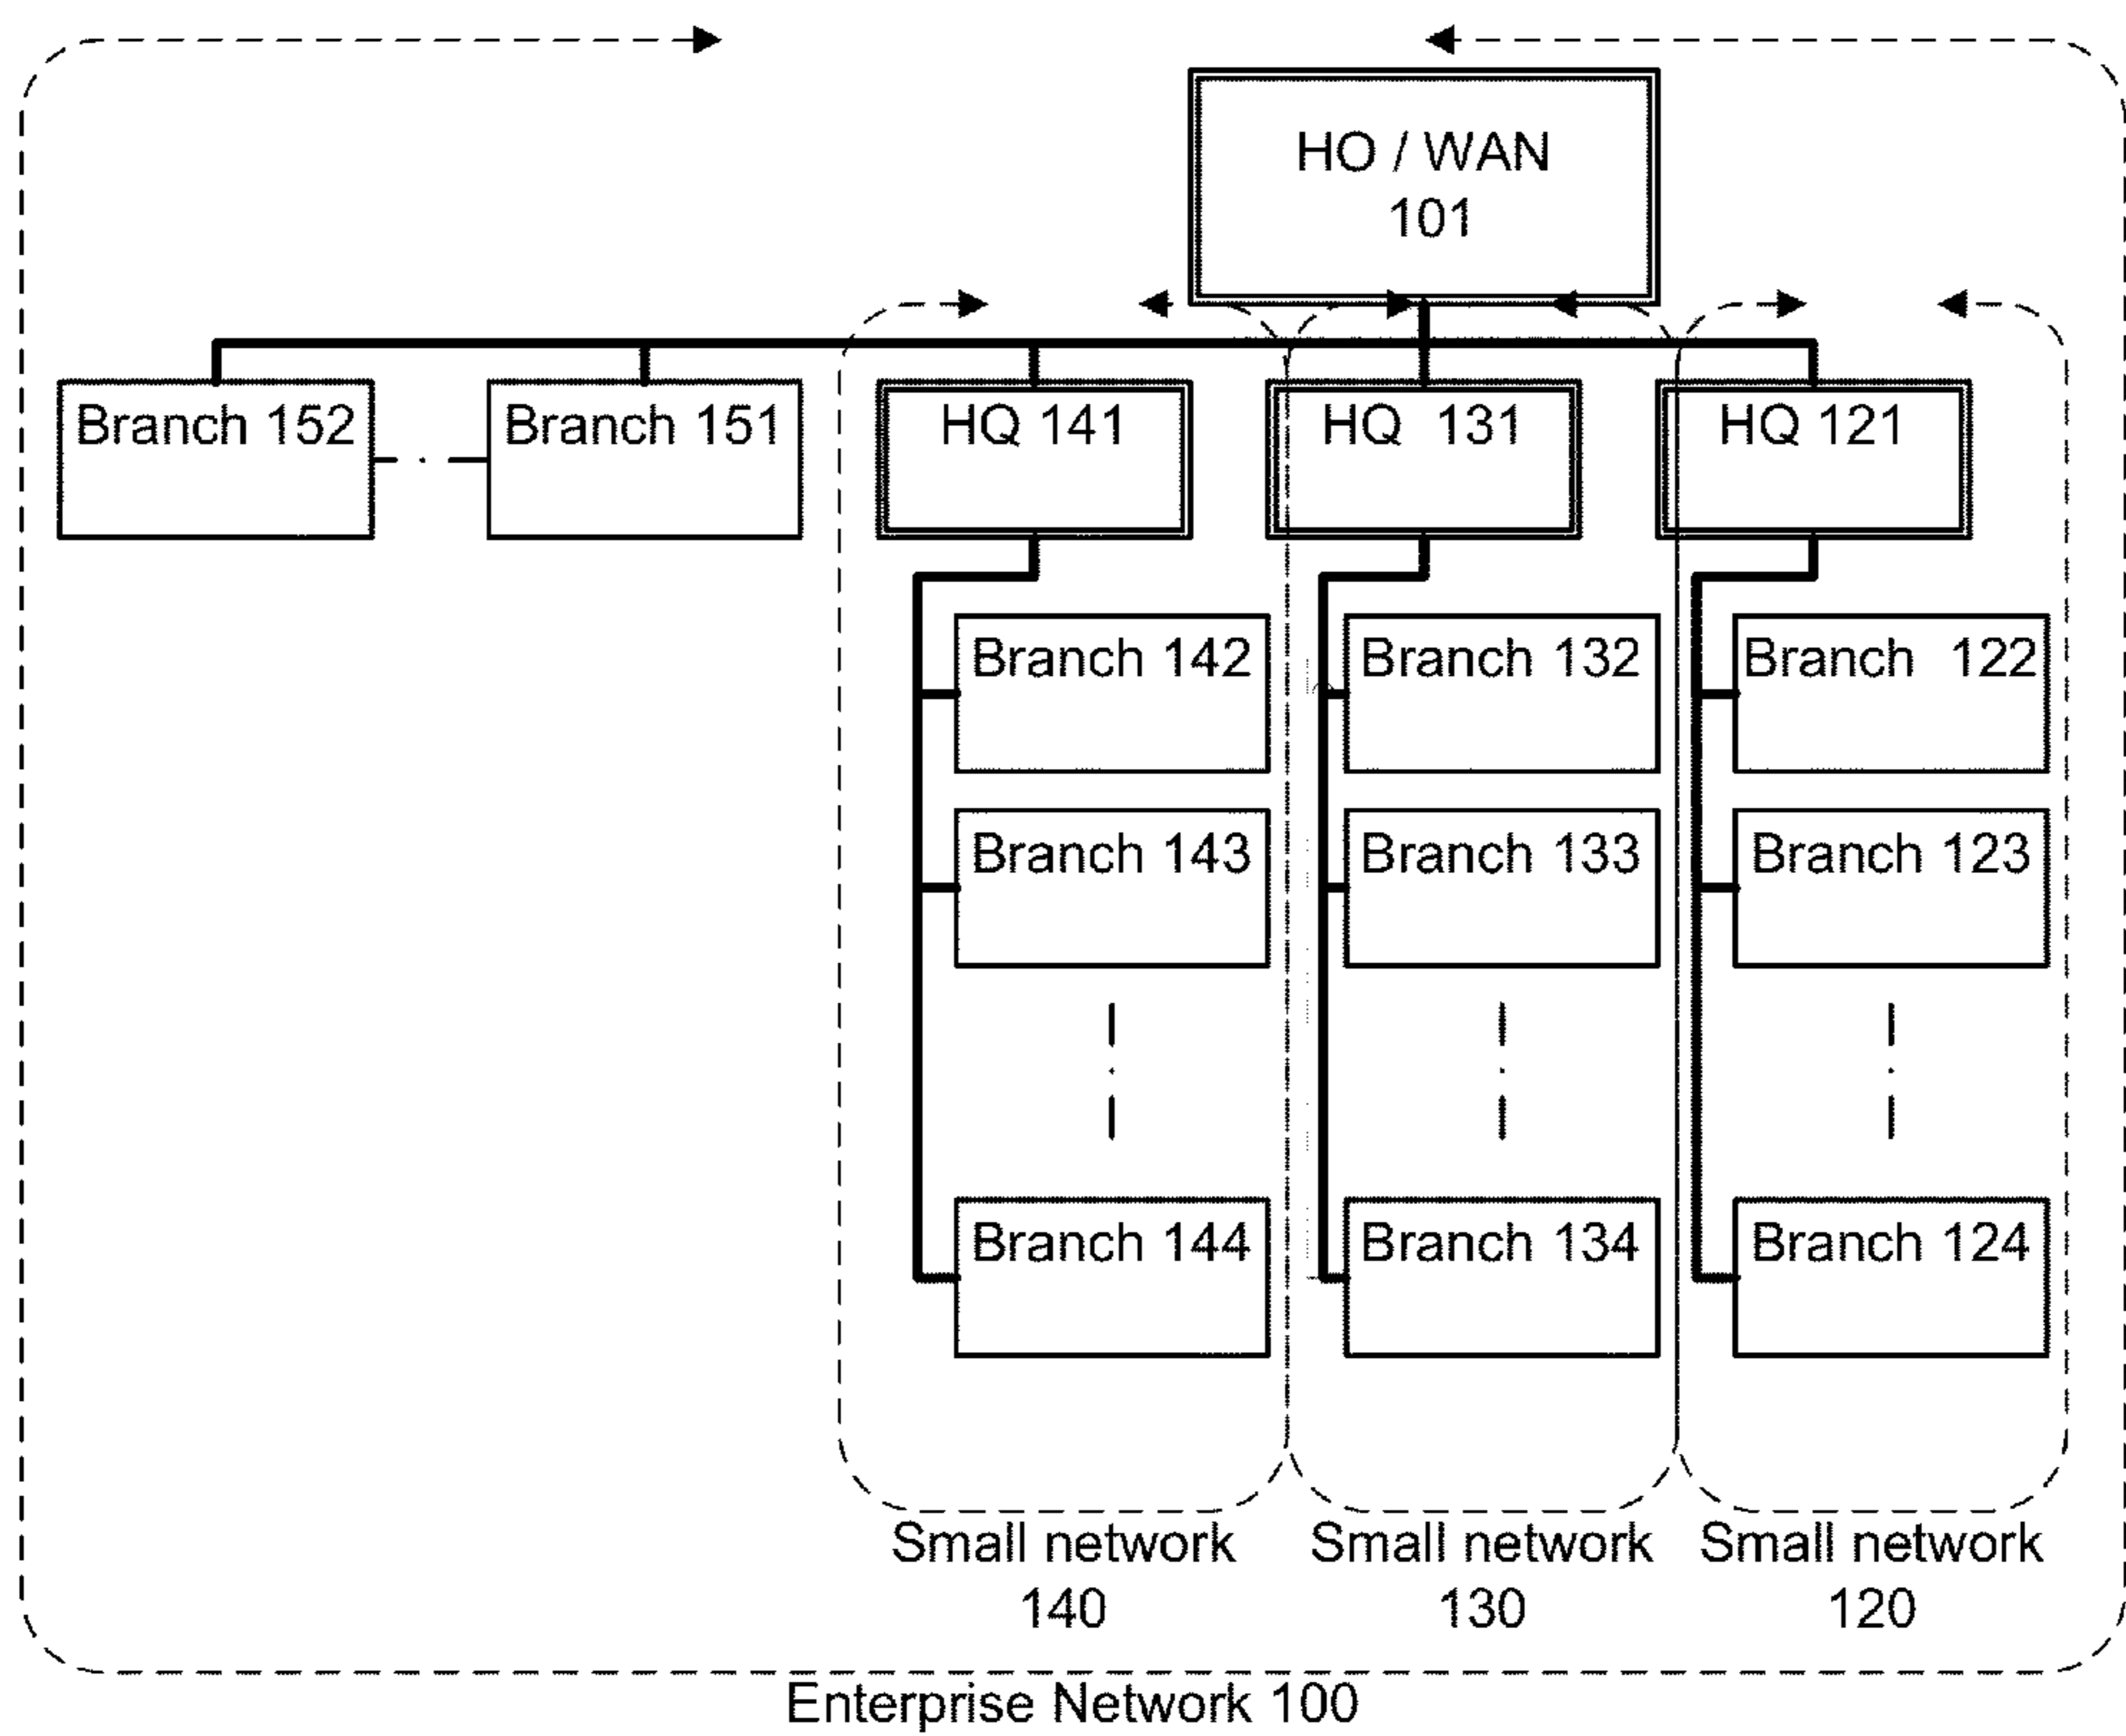 HO / WAN
101
Branch 152
Branch 151
HQ 141
HQ 131
HQ 121
Branch 142
Branch 132
Branch 122
Branch 143
Branch 133
Branch 123
Branch 144
Branch 134
Branch 124
Small network
140
Small network
130
Small network
120
Enterprise Network 100